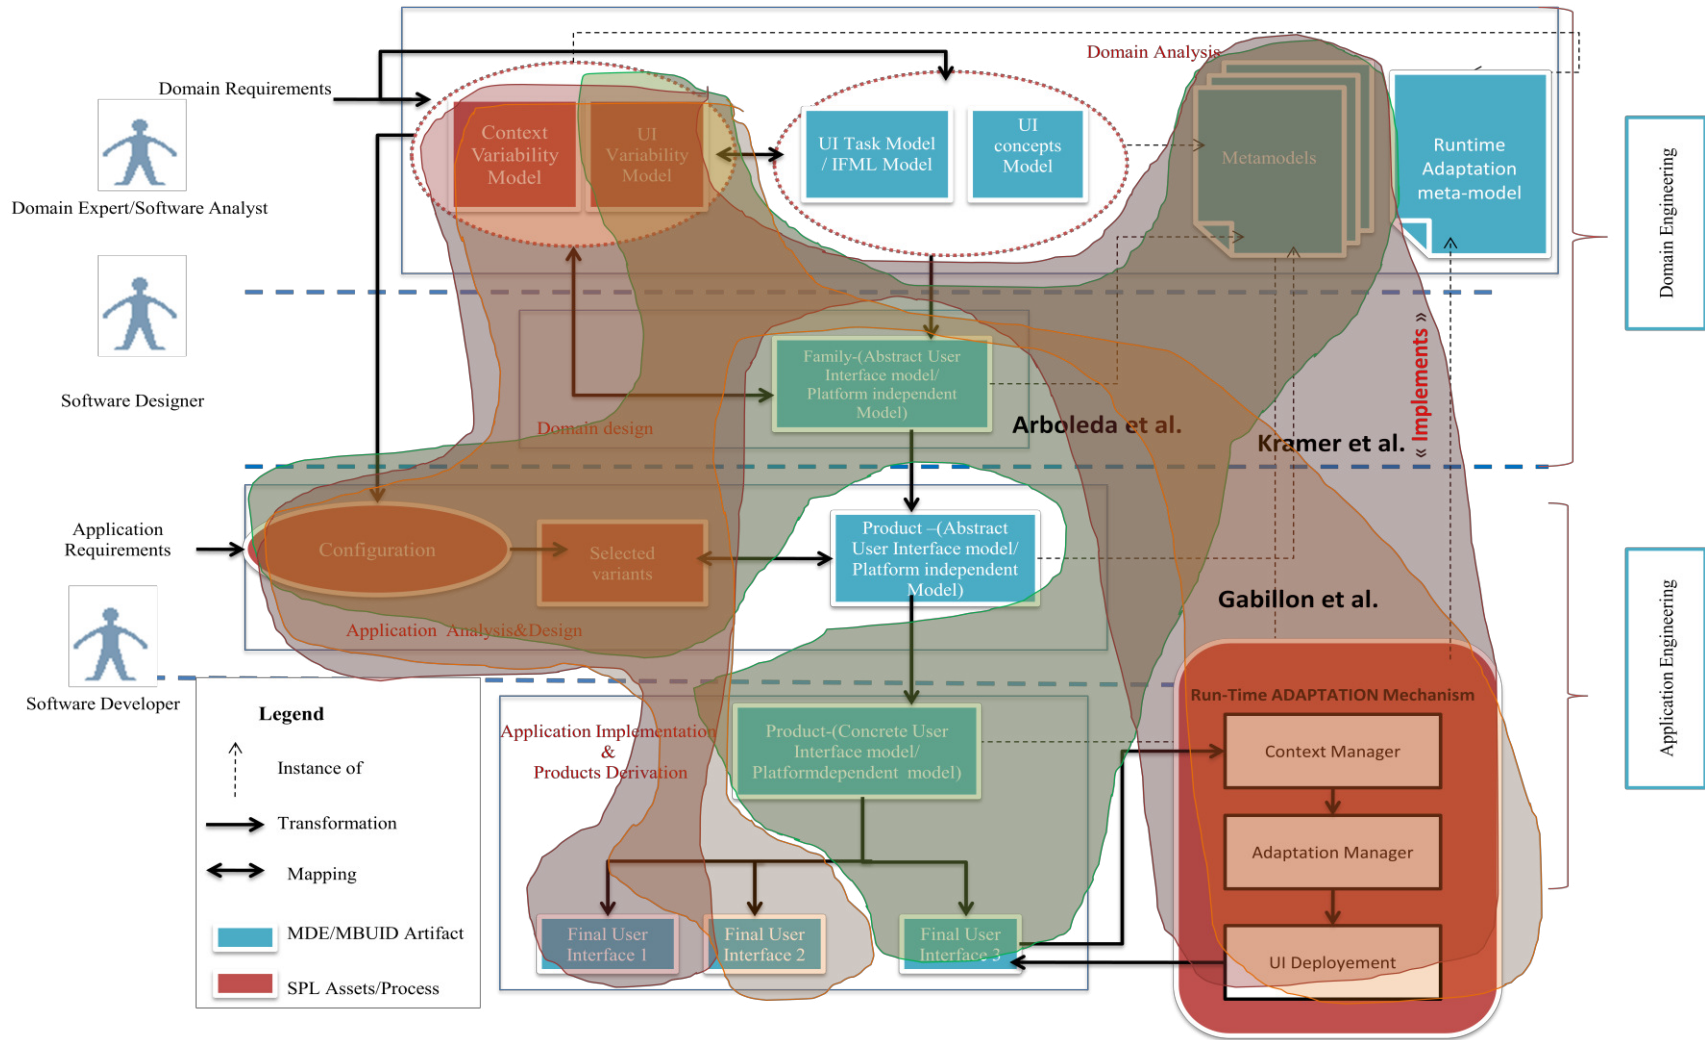 Domain Analysis
Domain Requirements
Context
Variability
Model
UI
Variability
Model
UI Task Model
/ IFML Model
UI
concepts
Model
Metamodels
Runtime
Adaptation
meta-model
Domain Expert/Software Analyst
Domain Engineering
Software Designer
Family-(Abstract User
Interface model/
Platform independent
Model)
Domain design
Arboleda et al.
Kramer et al.
« Implements »
Application
Requirements
Configuration
Selected
variants
Product –(Abstract
User Interface model/
Platform independent
Model)
Gabillon et al.
Application Analysis&Design
Application Engineering
Software Developer
Legend
Instance of
Transformation
Mapping
MDE/MBUID Artifact
SPL Assets/Process
Application Implementation
&
Products Derivation
Product-(Concrete User
Interface model/
Platformdependent model)
Run-Time ADAPTATION Mechanism
Context Manager
Adaptation Manager
UI Deployement
Final User
Interface 1
Final User
Interface 2
Final User
Interface 3